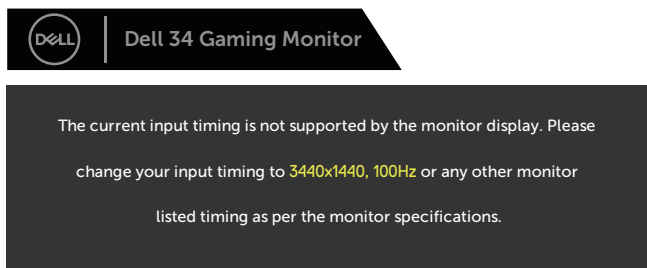 DELL
Dell 34 Gaming Monitor
The current input timing is not supported by the monitor display. Please
change your input timing to 3440x1440, 100Hz or any other monitor
listed timing as per the monitor specifications.